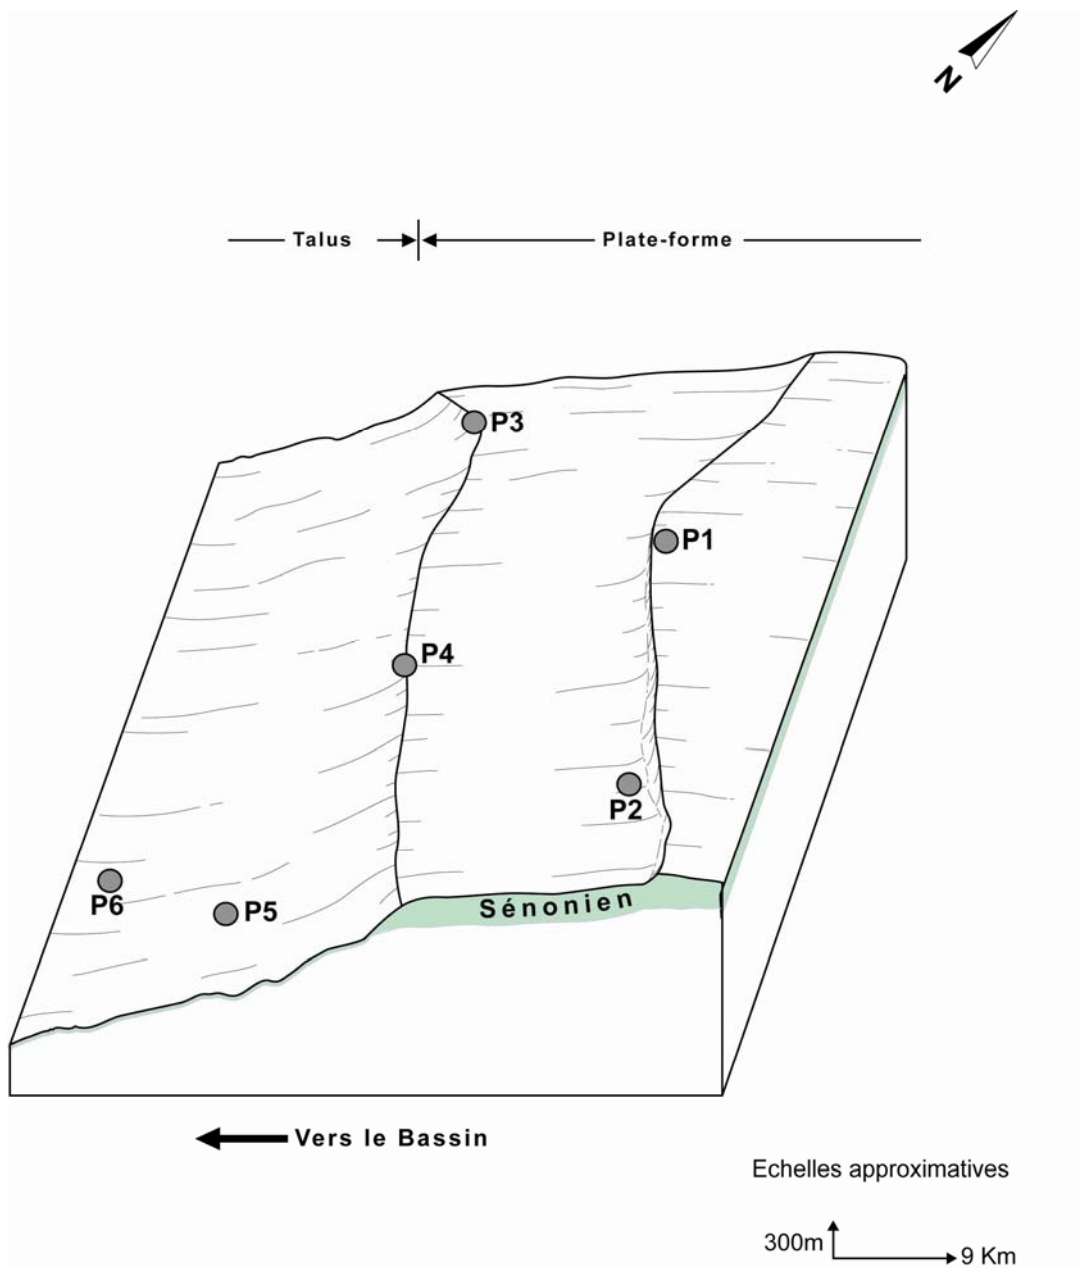 N
Talus
Plate-forme
P3
P1
P4
P2
P6
P5
Sénonien
Vers le Bassin
Echelles approximatives
300m
9 Km